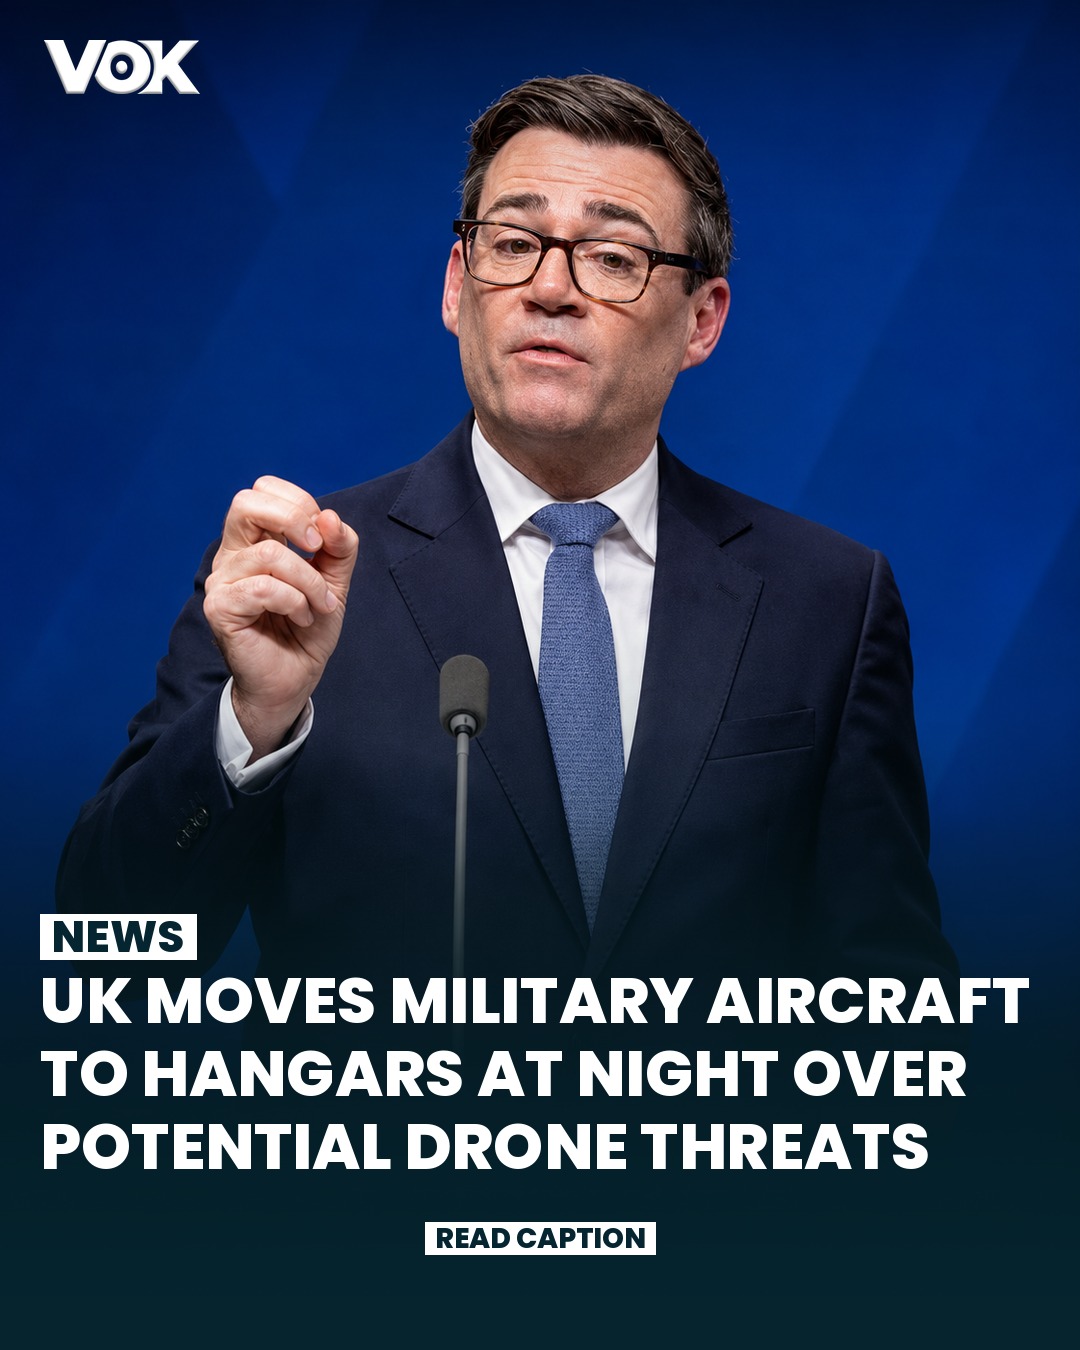 VOK
NEWS
UK MOVES MILITARY AIRCRAFT
TO HANGARS AT NIGHT OVER
POTENTIAL DRONE THREATS
READ CAPTION